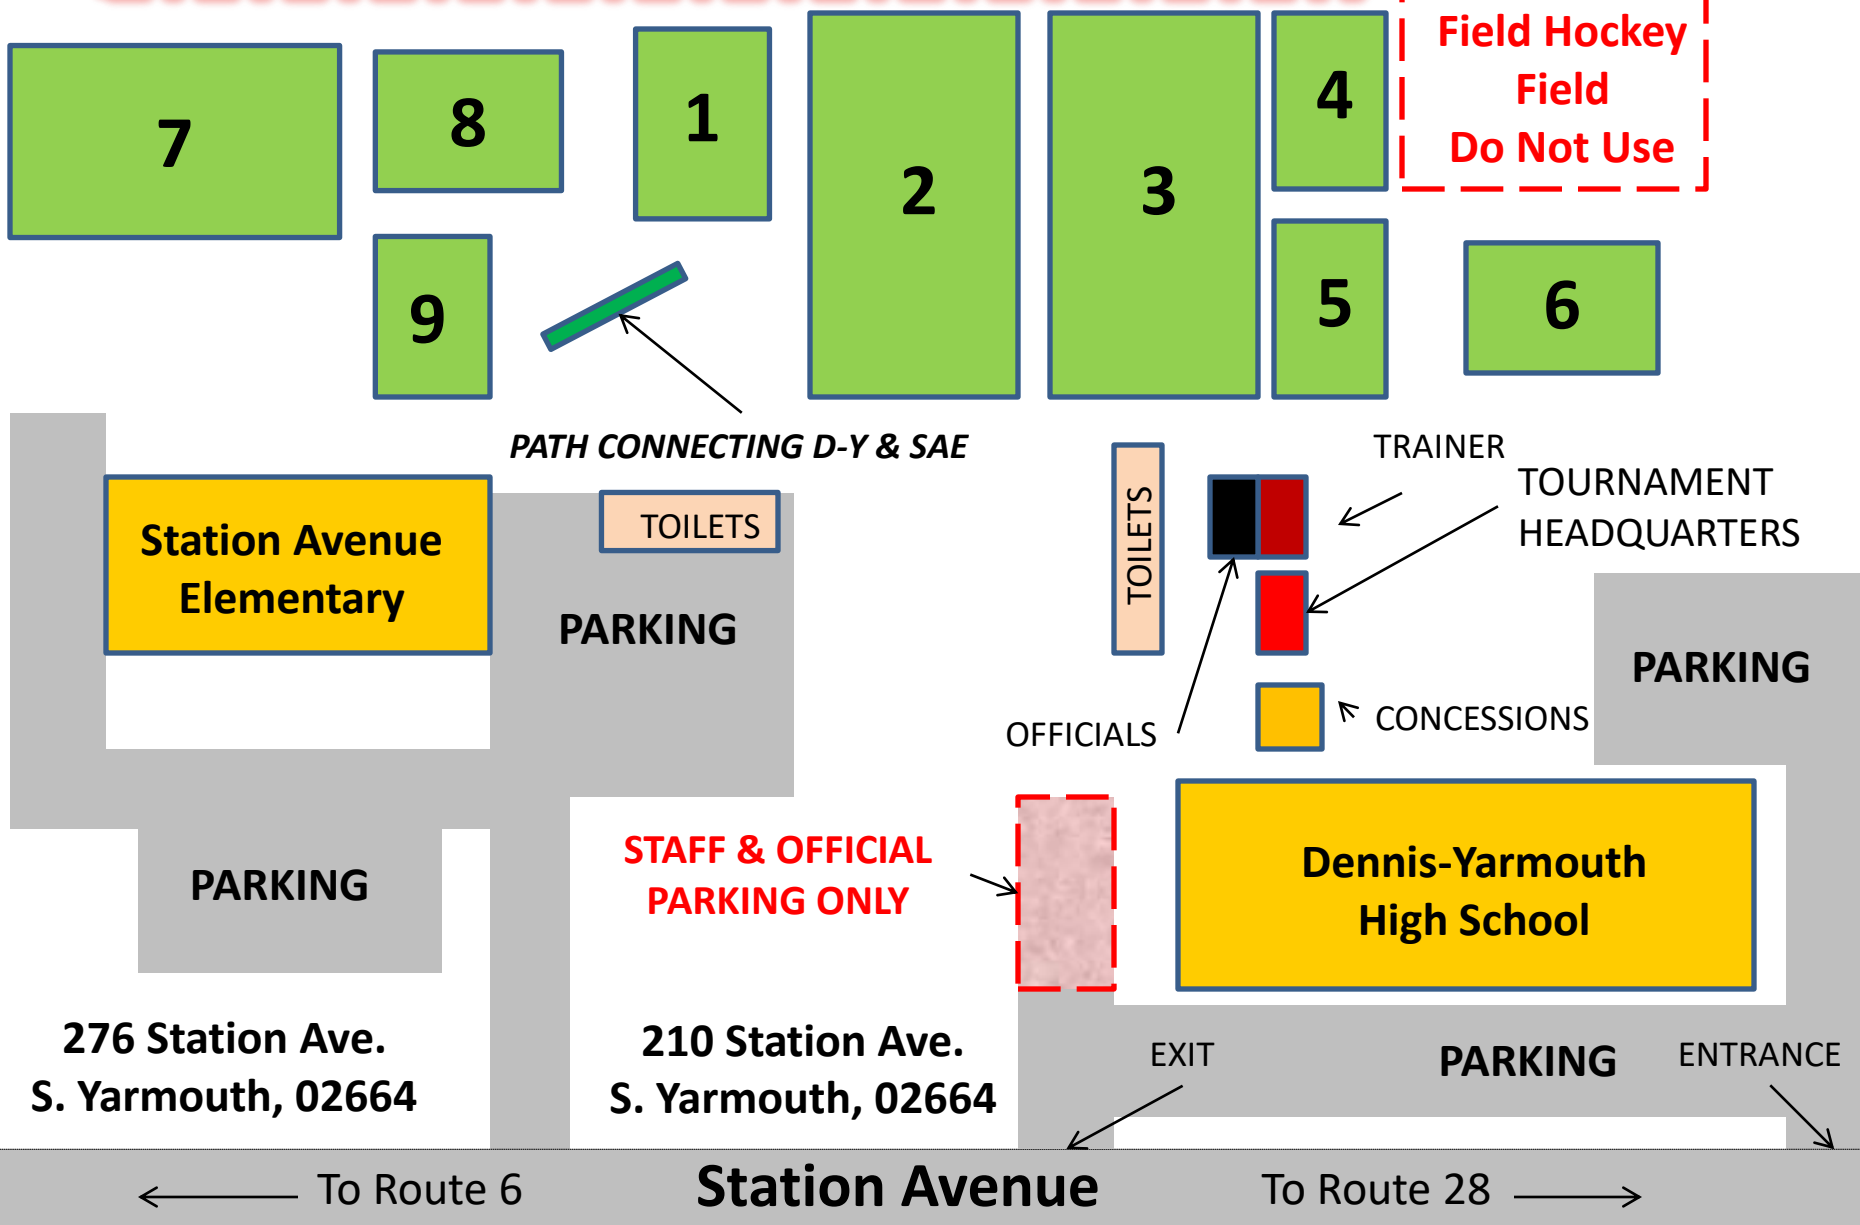 Field Hockey
Field
Do Not Use
7
8
1
2
3
4
9
5
6
PATH CONNECTING D-Y & SAE
TRAINER
TOURNAMENT
HEADQUARTERS
Station Avenue
Elementary
TOILETS
TOILETS
PARKING
PARKING
OFFICIALS
CONCESSIONS
STAFF & OFFICIAL
PARKING ONLY
Dennis-Yarmouth
High School
PARKING
276 Station Ave.
S. Yarmouth, 02664
210 Station Ave.
S. Yarmouth, 02664
EXIT
PARKING
ENTRANCE
To Route 6
Station Avenue
To Route 28